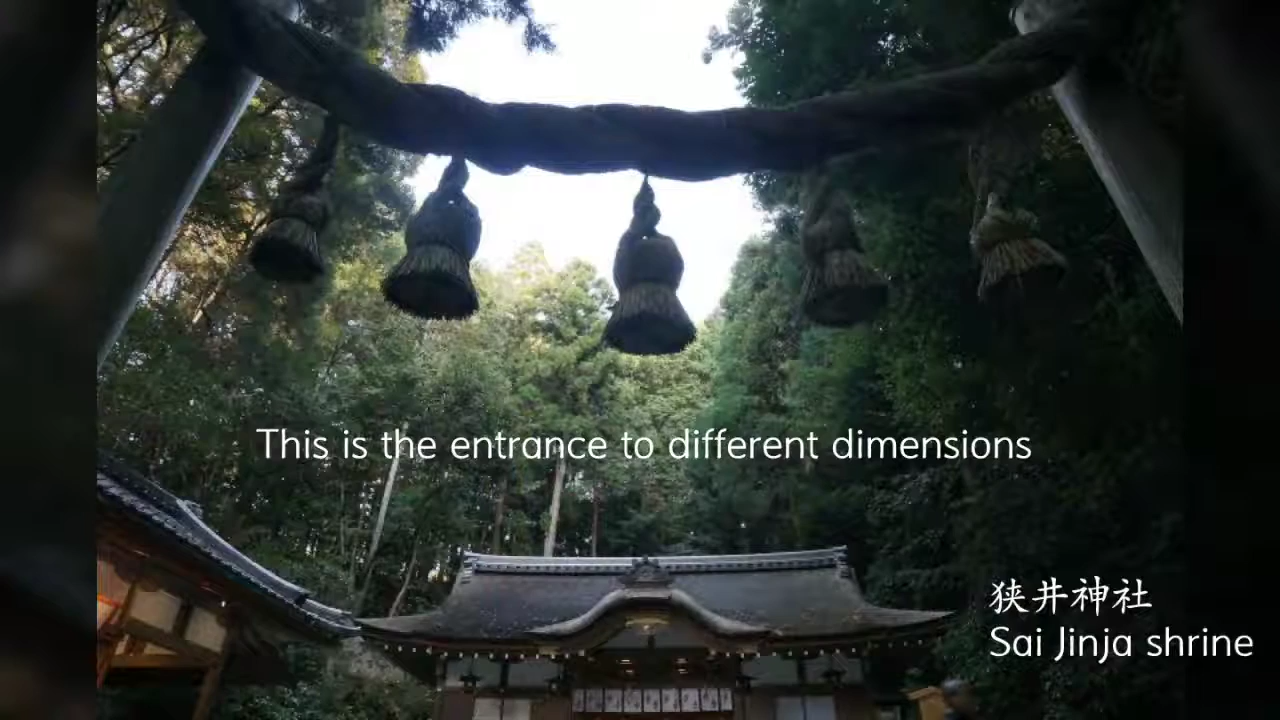 This is the entrance to different dimensions
狭井神社
Sai Jinja shrine